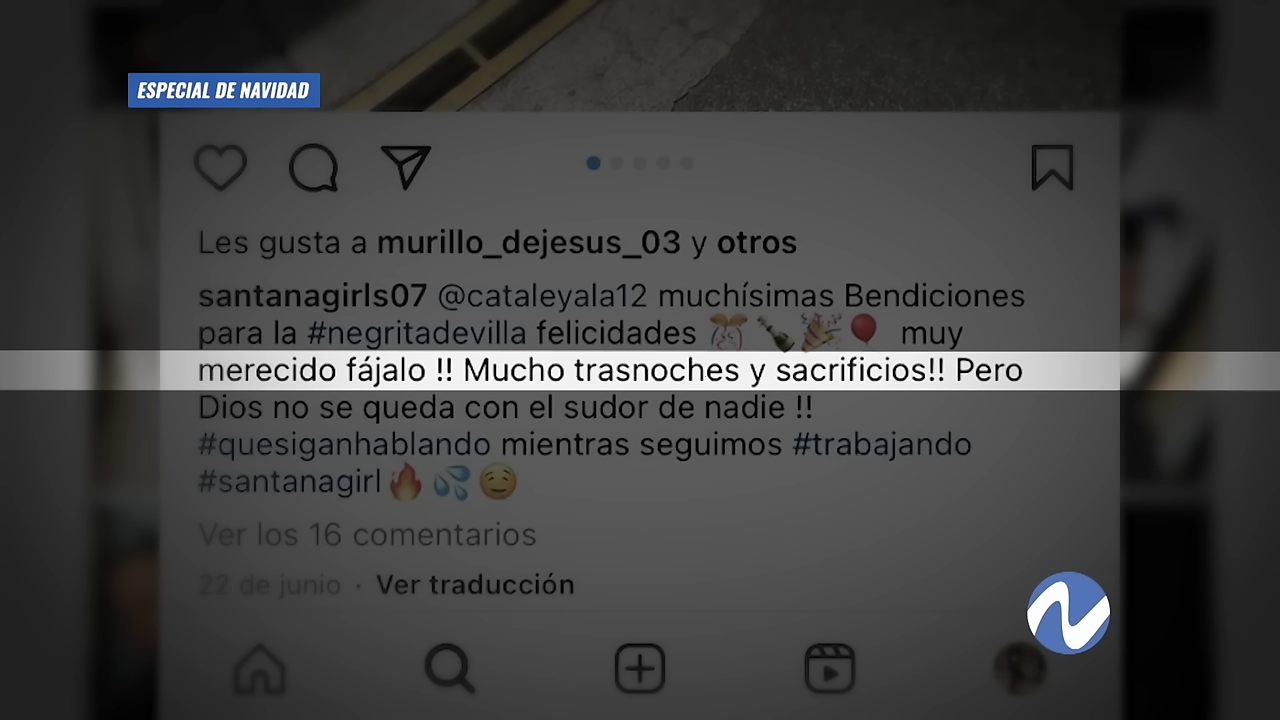 ESPECIAL DE NAVIDAD
Les gusta a murillo_dejesus_03 y otros
santanagirls07 @cataleyala12 muchísimas Bendiciones
para la #negritadevilla felicidades 🎊🍾🎉🎈 muy
merecido fájalo !! Mucho trasnoches y sacrificios!! Pero
Dios no se queda con el sudor de nadie !!
#quesiganhablando mientras seguimos #trabajando
#santanagirl🔥💦🤤
Ver los 16 comentarios
22 de junio · Ver traducción